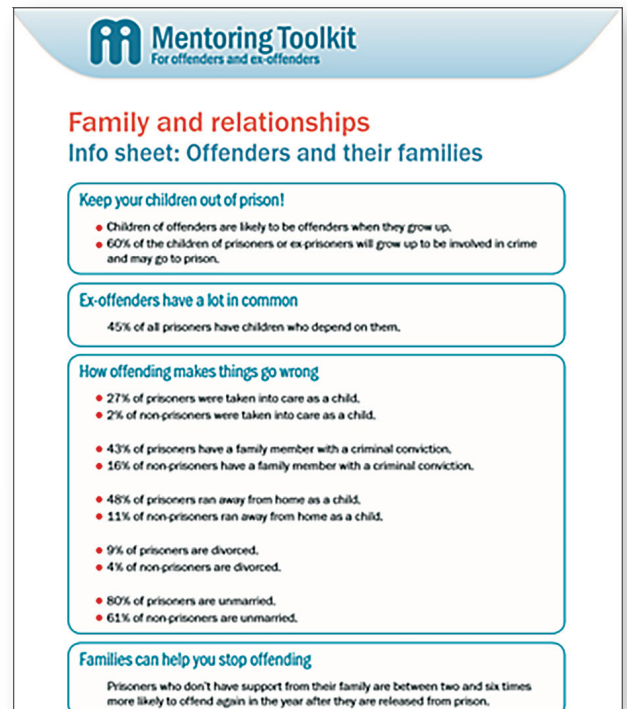 Mentoring Toolkit
For offenders and ex-offenders
Family and relationships
Info sheet: Offenders and their families
Keep your children out of prison!
• Children of offenders are likely to be offenders when they grow up.
• 60% of the children of prisoners or ex-prisoners will grow up to be involved in crime
and may go to prison.
Ex-offenders have a lot in common
45% of all prisoners have children who depend on them.
How offending makes things go wrong
• 27% of prisoners were taken into care as a child.
• 2% of non-prisoners were taken into care as a child.
• 43% of prisoners have a family member with a criminal conviction.
• 16% of non-prisoners have a family member with a criminal conviction.
• 48% of prisoners ran away from home as a child.
• 11% of non-prisoners ran away from home as a child.
• 9% of prisoners are divorced.
• 4% of non-prisoners are divorced.
• 80% of prisoners are unmarried.
• 61% of non-prisoners are unmarried.
Families can help you stop offending
Prisoners who don't have support from their family are between two and six times
more likely to offend again in the year after they are released from prison.